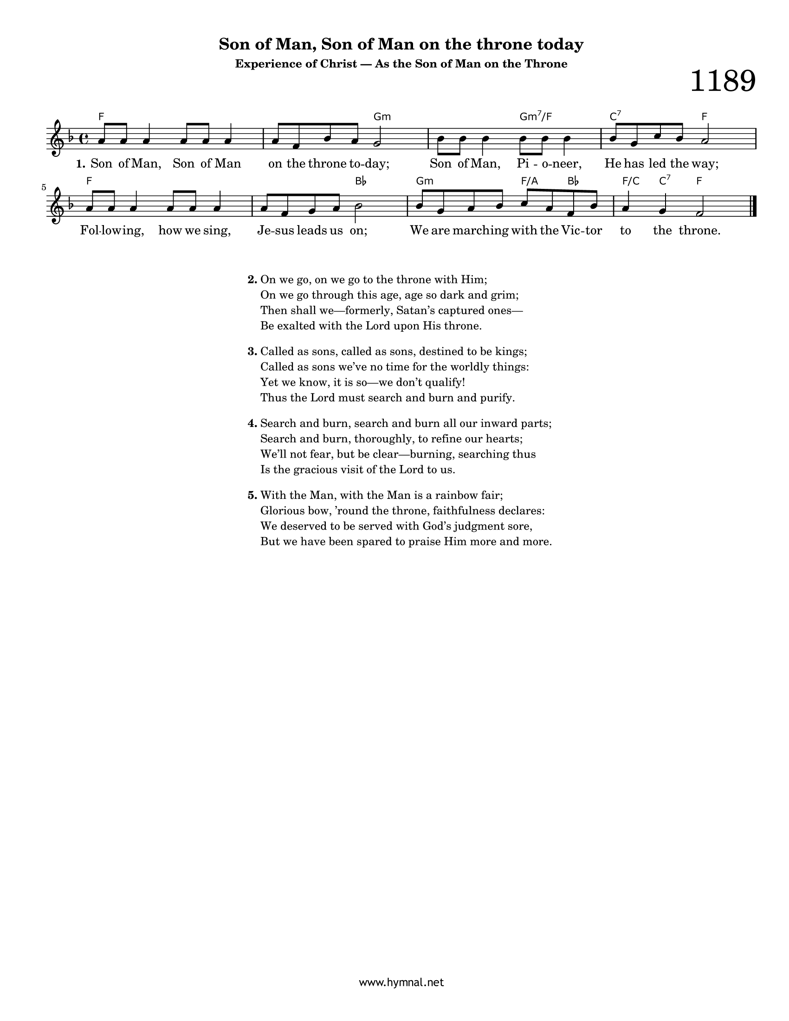 Son of Man, Son of Man on the throne today
Experience of Christ — As the Son of Man on the Throne
1189
F Gm Gm7/F C7 F
1. Son of Man, Son of Man on the throne to-day; Son of Man, Pi - o-neer, He has led the way;
5
F B♭ Gm F/A B♭ F/C C7 F
Fol-lowing, how we sing, Je-sus leads us on; We are marching with the Vic-tor to the throne.
2. On we go, on we go to the throne with Him;
On we go through this age, age so dark and grim;
Then shall we—formerly, Satan's captured ones—
Be exalted with the Lord upon His throne.
3. Called as sons, called as sons, destined to be kings;
Called as sons we've no time for the worldly things:
Yet we know, it is so—we don't qualify!
Thus the Lord must search and burn and purify.
4. Search and burn, search and burn all our inward parts;
Search and burn, thoroughly, to refine our hearts;
We'll not fear, but be clear—burning, searching thus
Is the gracious visit of the Lord to us.
5. With the Man, with the Man is a rainbow fair;
Glorious bow, 'round the throne, faithfulness declares:
We deserved to be served with God's judgment sore,
But we have been spared to praise Him more and more.
www.hymnal.net